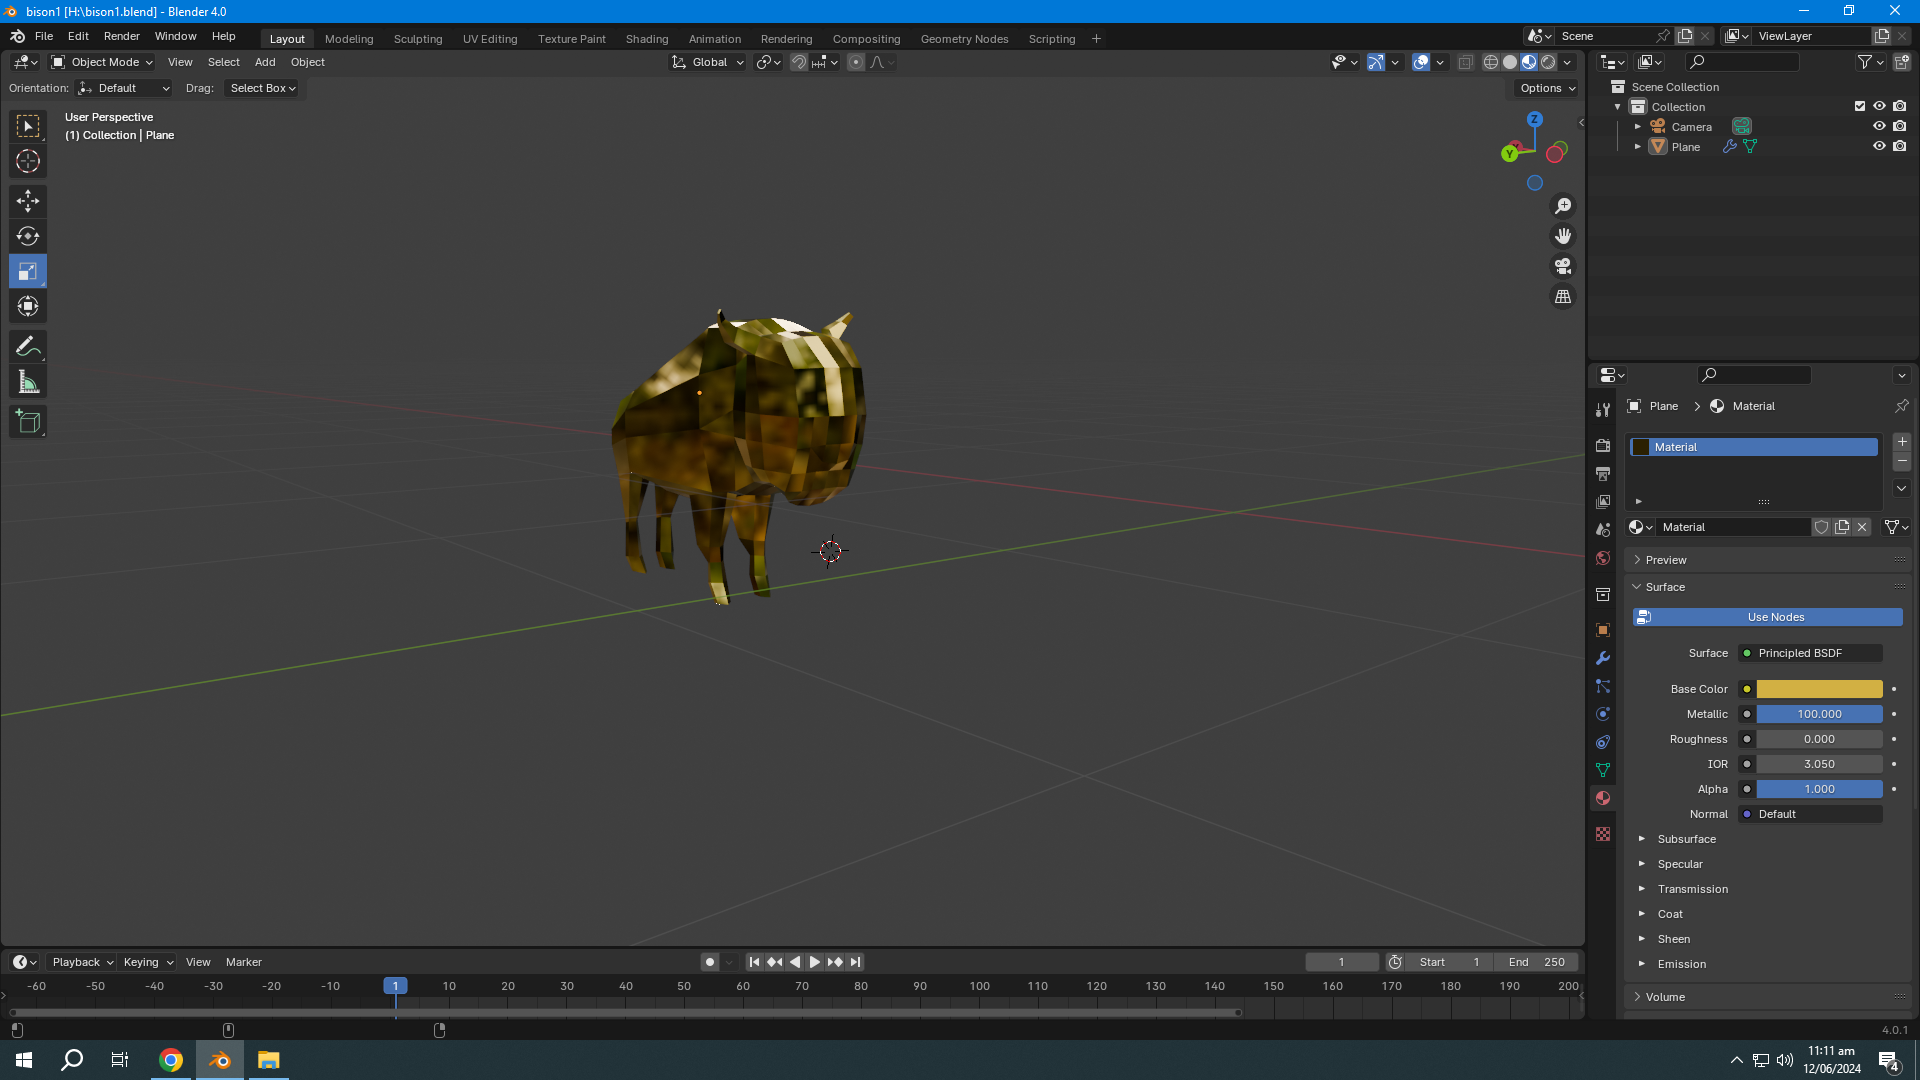 bison1 [H:\bison1.blend] - Blender 4.0
File Edit Render Window Help
Layout Modeling Sculpting UV Editing Texture Paint Shading Animation Rendering Compositing Geometry Nodes Scripting +
Scene
ViewLayer
Object Mode View Select Add Object
Global
Orientation: Default Drag: Select Box
Options
User Perspective
(1) Collection | Plane
Z
Y
Scene Collection
Collection
Camera
Plane
Plane > Material
Material
Material
Preview
Surface
Use Nodes
Surface Principled BSDF
Base Color
Metallic 100.000
Roughness 0.000
IOR 3.050
Alpha 1.000
Normal Default
Subsurface
Specular
Transmission
Coat
Sheen
Emission
Volume
Playback Keying View Marker
1 Start 1 End 250
-60 -50 -40 -30 -20 -10 1 10 20 30 40 50 60 70 80 90 100 110 120 130 140 150 160 170 180 190 200
4.0.1
11:11 am
12/06/2024
4